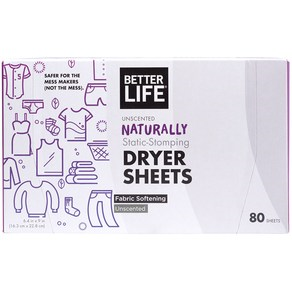 SAFER FOR THE
MESS MAKERS
(NOT THE MESS).
BETTER
LIFE®
UNSCENTED
NATURALLY
Static-Stomping
DRYER
SHEETS
Fabric Softening
Unscented
80 SHEETS